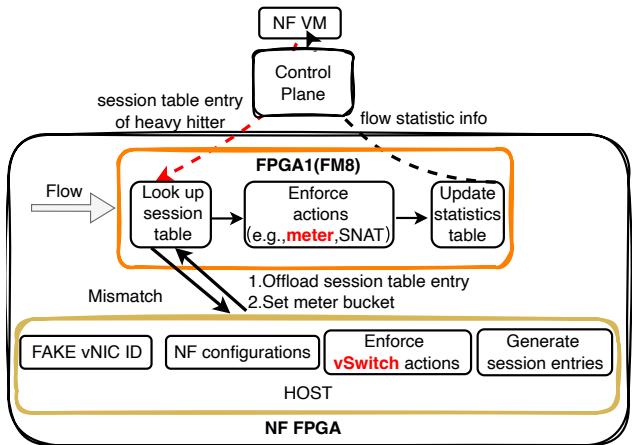 NF VM
Control
Plane
session table entry
of heavy hitter
flow statistic info
FPGA1(FM8)
Flow
Look up
session
table
Enforce
actions
(e.g.,meter,SNAT)
Update
statistics
table
Mismatch
1.Offload session table entry
2.Set meter bucket
FAKE vNIC ID
NF configurations
Enforce
vSwitch actions
Generate
session entries
HOST
NF FPGA